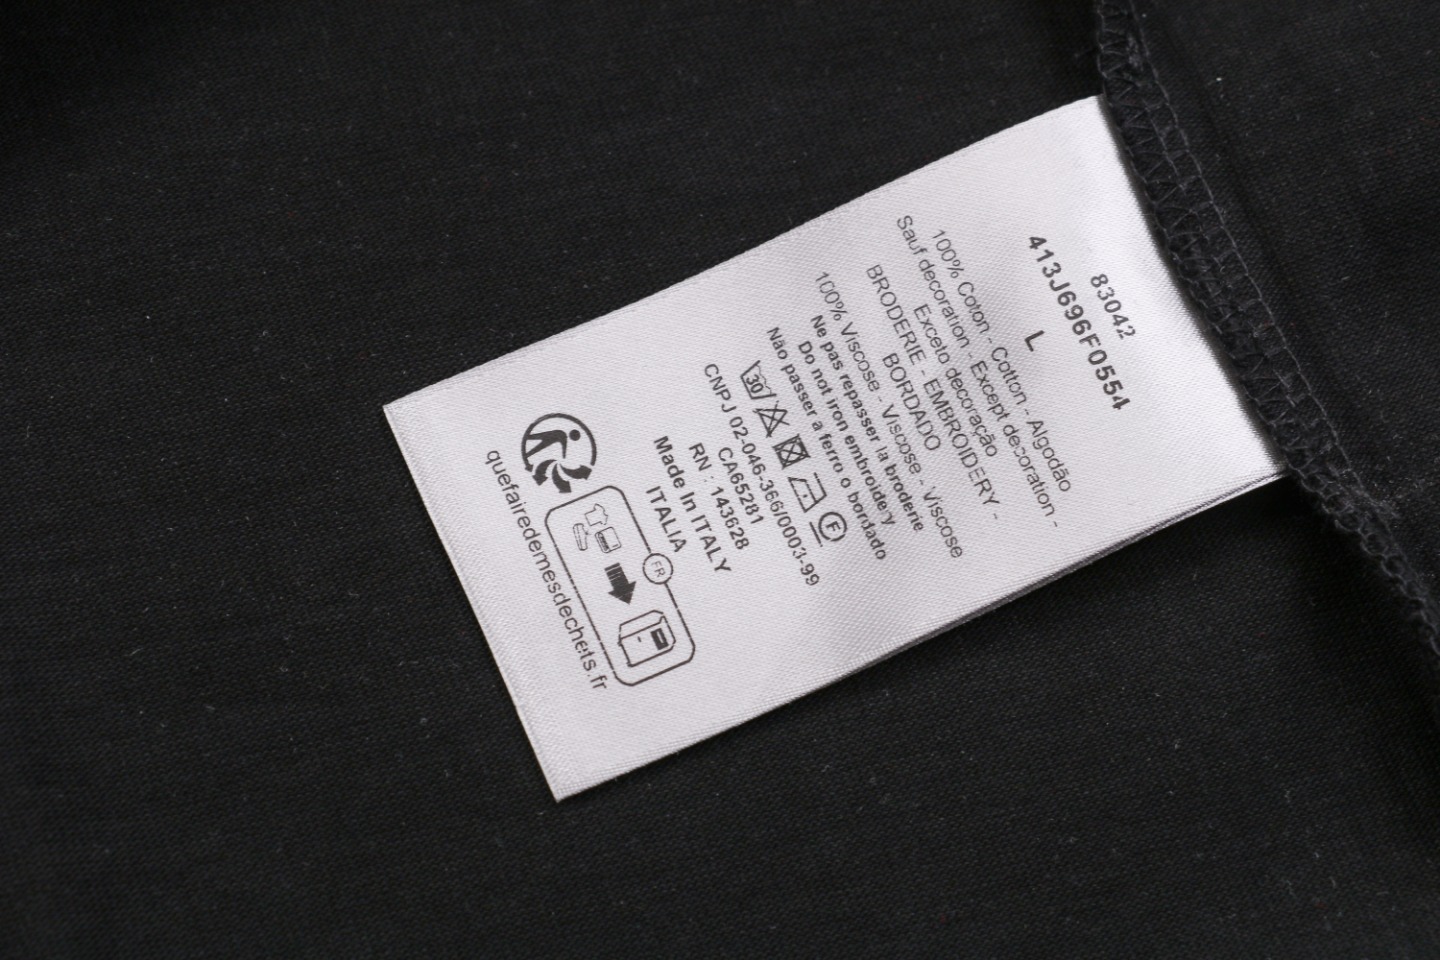 83042
413J696F0554
L
100% Coton - Cotton - Algodão
Sauf decoration - Except decoration -
Exceto decoração
BRODERIE - EMBROIDERY -
BORDADO
100% Viscose - Viscose - Viscose
Ne pas repasser la broderie
Do not iron embroidery
Não passer a ferro o bordado
30 F
CNPJ 02-046-366/0003-99
CA65281
RN : 143628
Made In ITALY
ITALIA
FR
quefairedemesdechets.fr